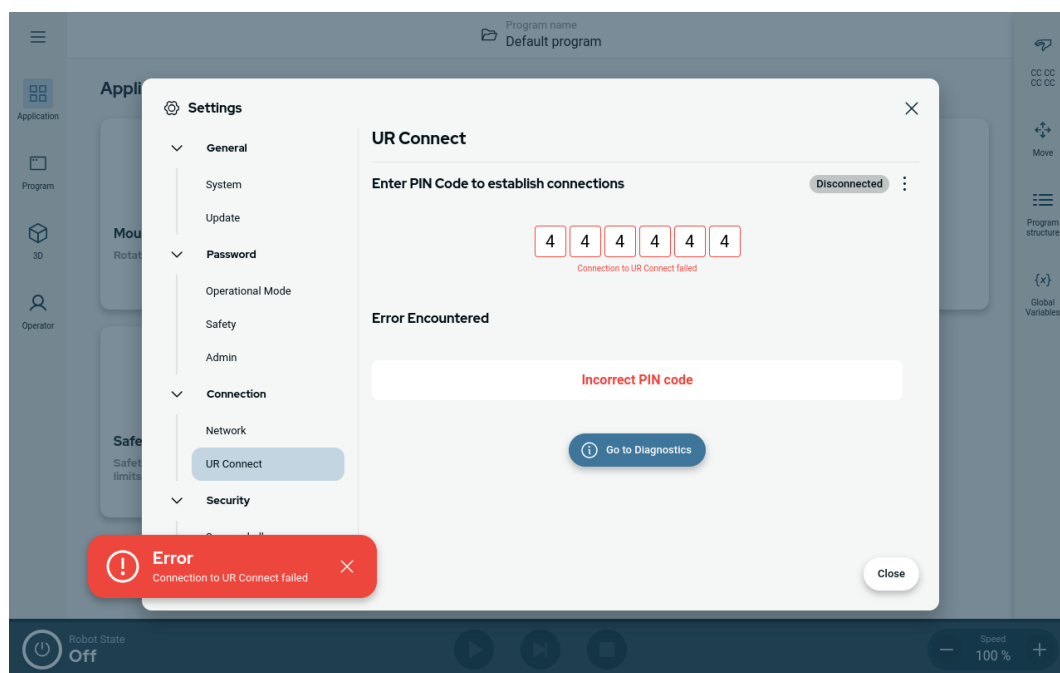 Program name
Default program
Application
Program
3D
Operator
Appli
Mou
Rotat
Safe
Safet
limits
Settings
General
System
Update
Password
Operational Mode
Safety
Admin
Connection
Network
UR Connect
Security
UR Connect
Enter PIN Code to establish connections
Disconnected
4 4 4 4 4 4
Connection to UR Connect failed
Error Encountered
Incorrect PIN code
Go to Diagnostics
Close
CC CC
CC CC
Move
Program
structure
{x}
Global
Variables
Error
Connection to UR Connect failed
Robot State
Off
Speed
100 %